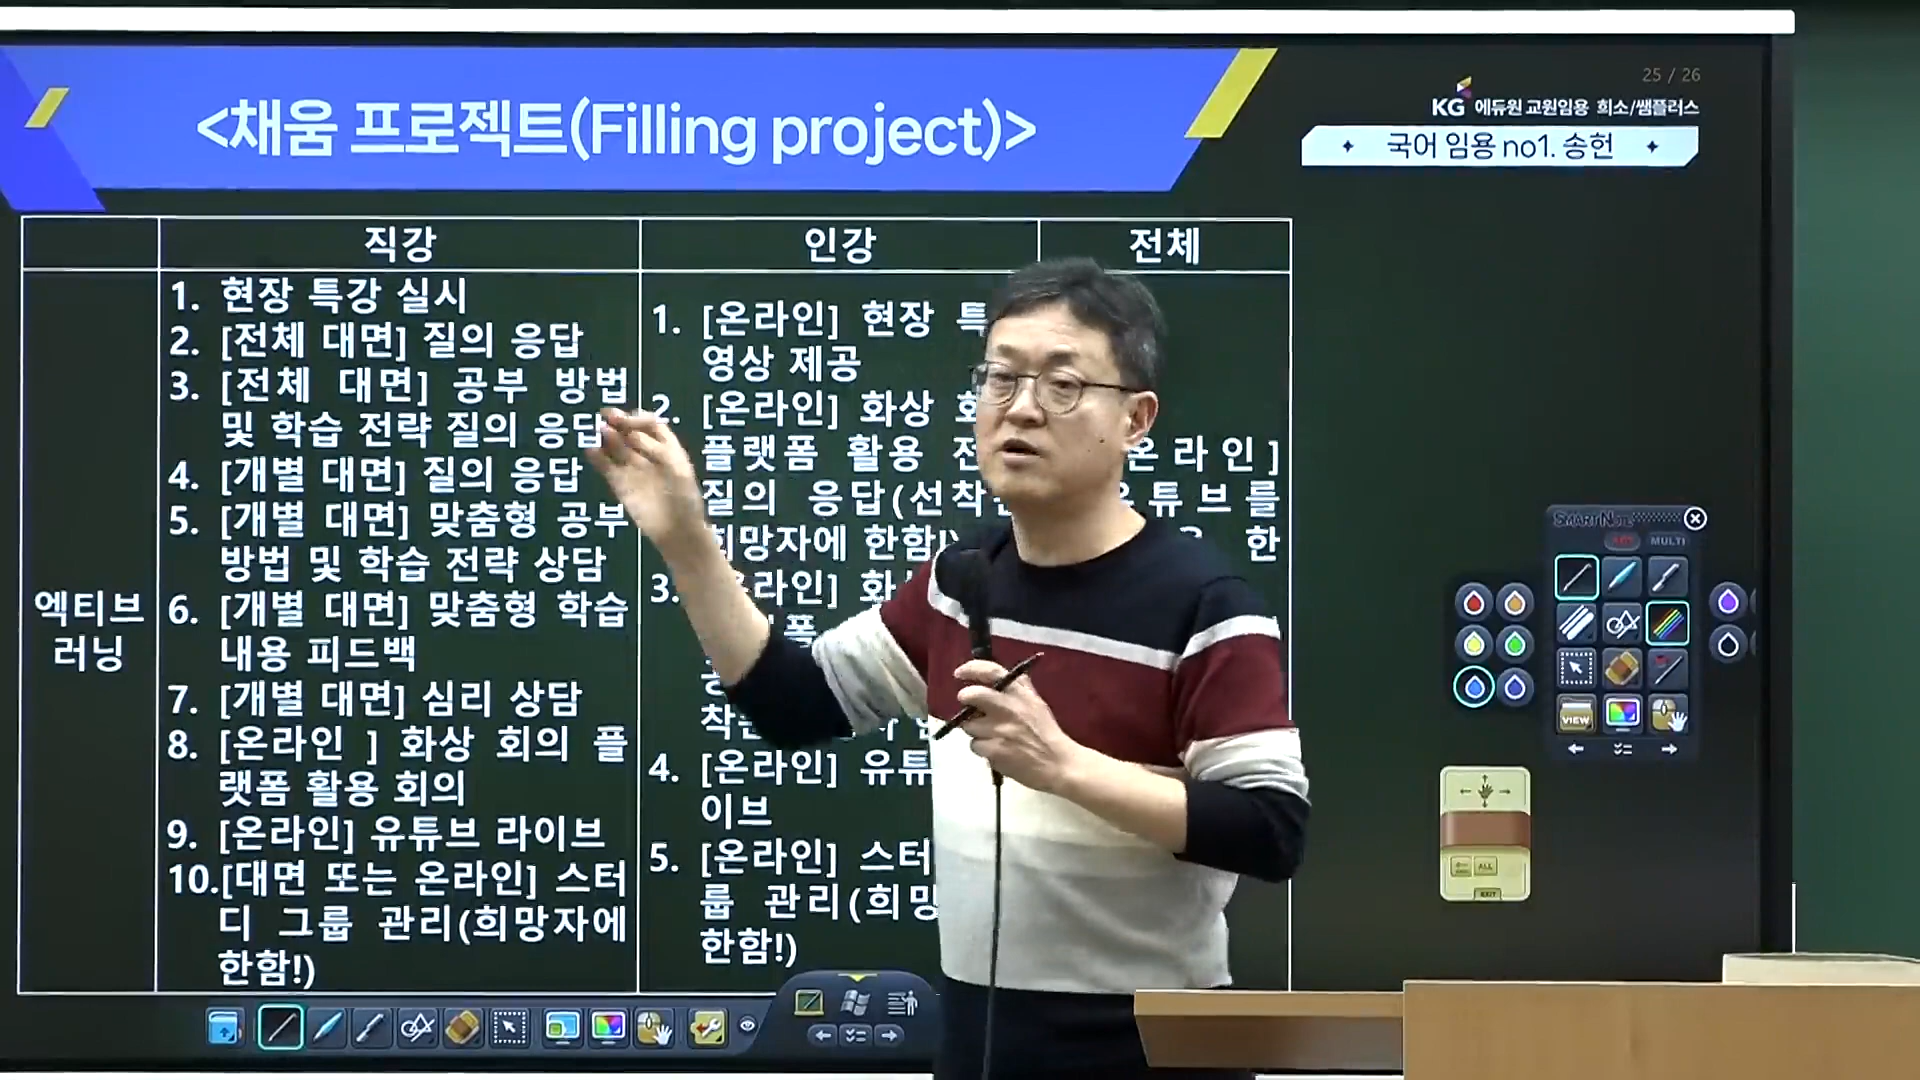 25 / 26
<채움 프로젝트(Filling project)>
KG 에듀원 교원임용 희소/쌤플러스
국어 임용 no1. 송헌
직강
인강
전체
엑티브
러닝
1. 현장 특강 실시
2. [전체 대면] 질의 응답
3. [전체 대면] 공부 방법
및 학습 전략 질의 응답
4. [개별 대면] 질의 응답
5. [개별 대면] 맞춤형 공부
방법 및 학습 전략 상담
6. [개별 대면] 맞춤형 학습
내용 피드백
7. [개별 대면] 심리 상담
8. [온라인 ] 화상 회의 플
랫폼 활용 회의
9. [온라인] 유튜브 라이브
10.[대면 또는 온라인] 스터
디 그룹 관리(희망자에
한함!)
1. [온라인] 현장 특
영상 제공
2. [온라인] 화상
플랫폼 활용
질의 응답(선착
희망자에 한함!)
3.
4. [온라인] 유튜
이브
5. [온라인] 스터
룹 관리(희망
한함!)
온라인]
유튜브를
한
SMART NOTE
MULTI
VIEW
ALL
EXIT